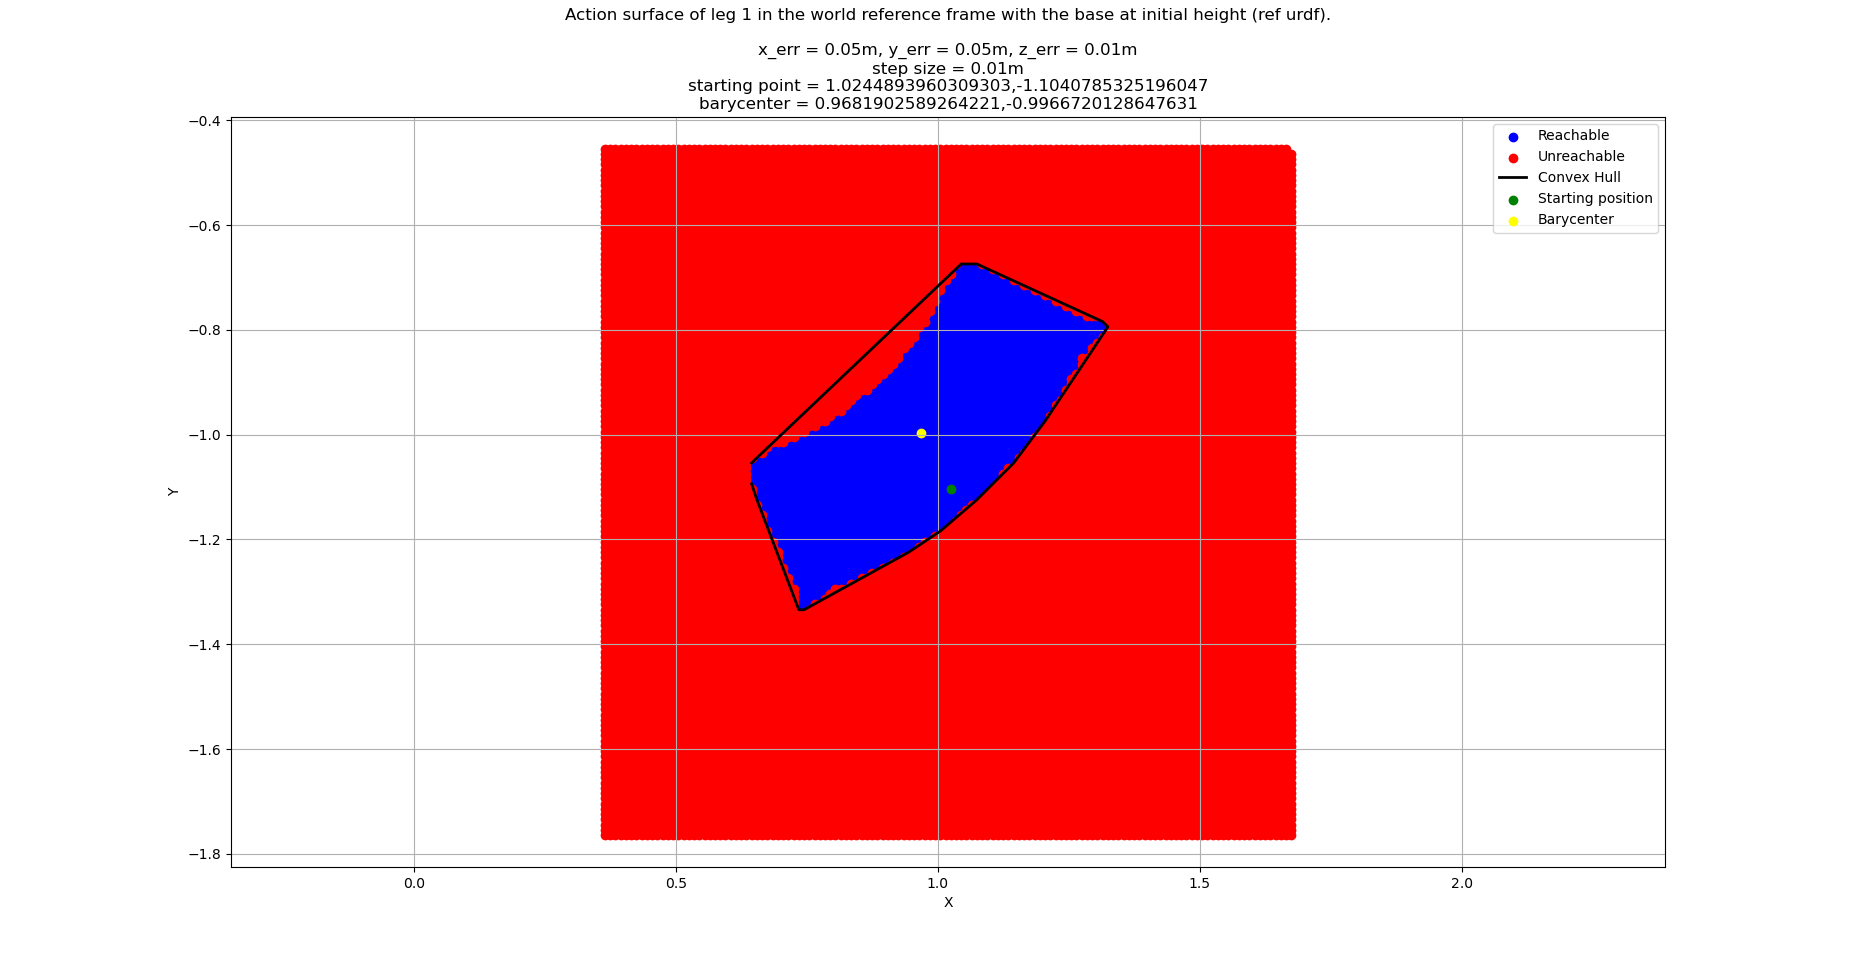 Action surface of leg 1 in the world reference frame with the base at initial height (ref urdf).
x_err = 0.05m, y_err = 0.05m, z_err = 0.01m
step size = 0.01m
starting point = 1.0244893960309303,-1.1040785325196047
barycenter = 0.9681902589264221,-0.9966720128647631
Reachable
Unreachable
Convex Hull
Starting position
Barycenter
−0.4
−0.6
−0.8
−1.0
−1.2
−1.4
−1.6
−1.8
Y
0.0
0.5
1.0
1.5
2.0
X